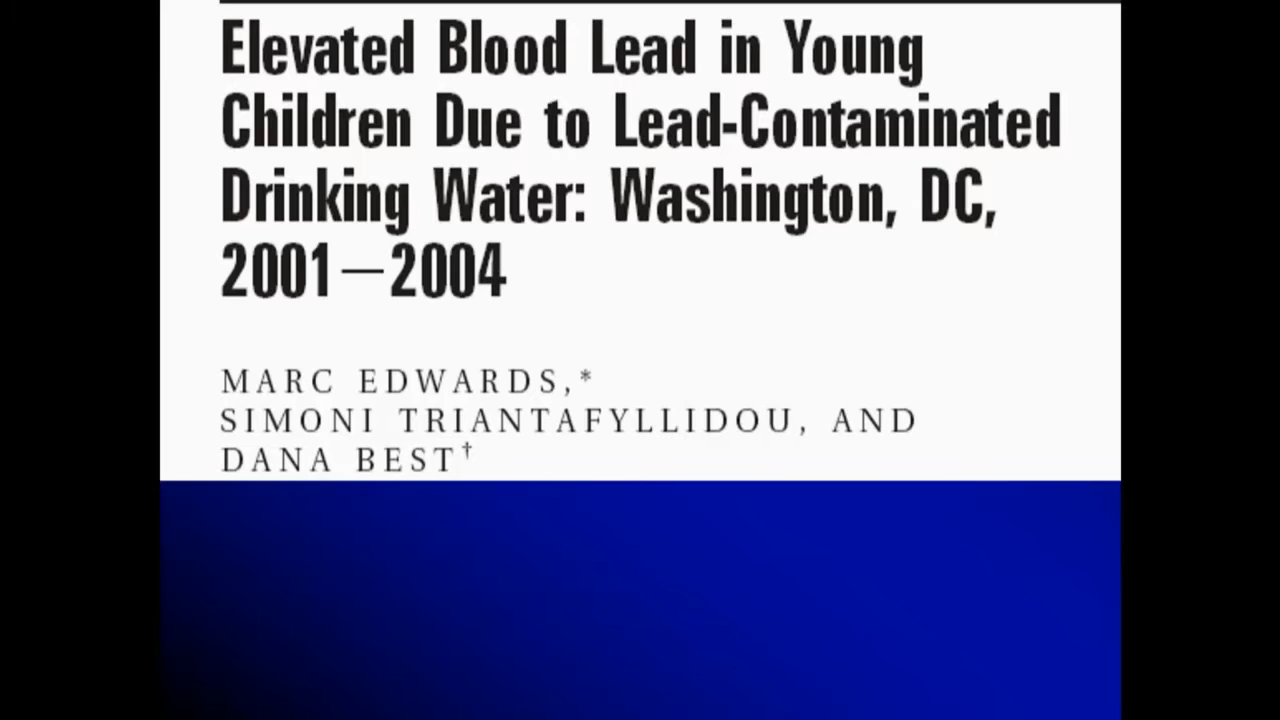 Elevated Blood Lead in Young
Children Due to Lead-Contaminated
Drinking Water: Washington, DC,
2001—2004
MARC EDWARDS,*
SIMONI TRIANTAFYLLIDOU, AND
DANA BEST†